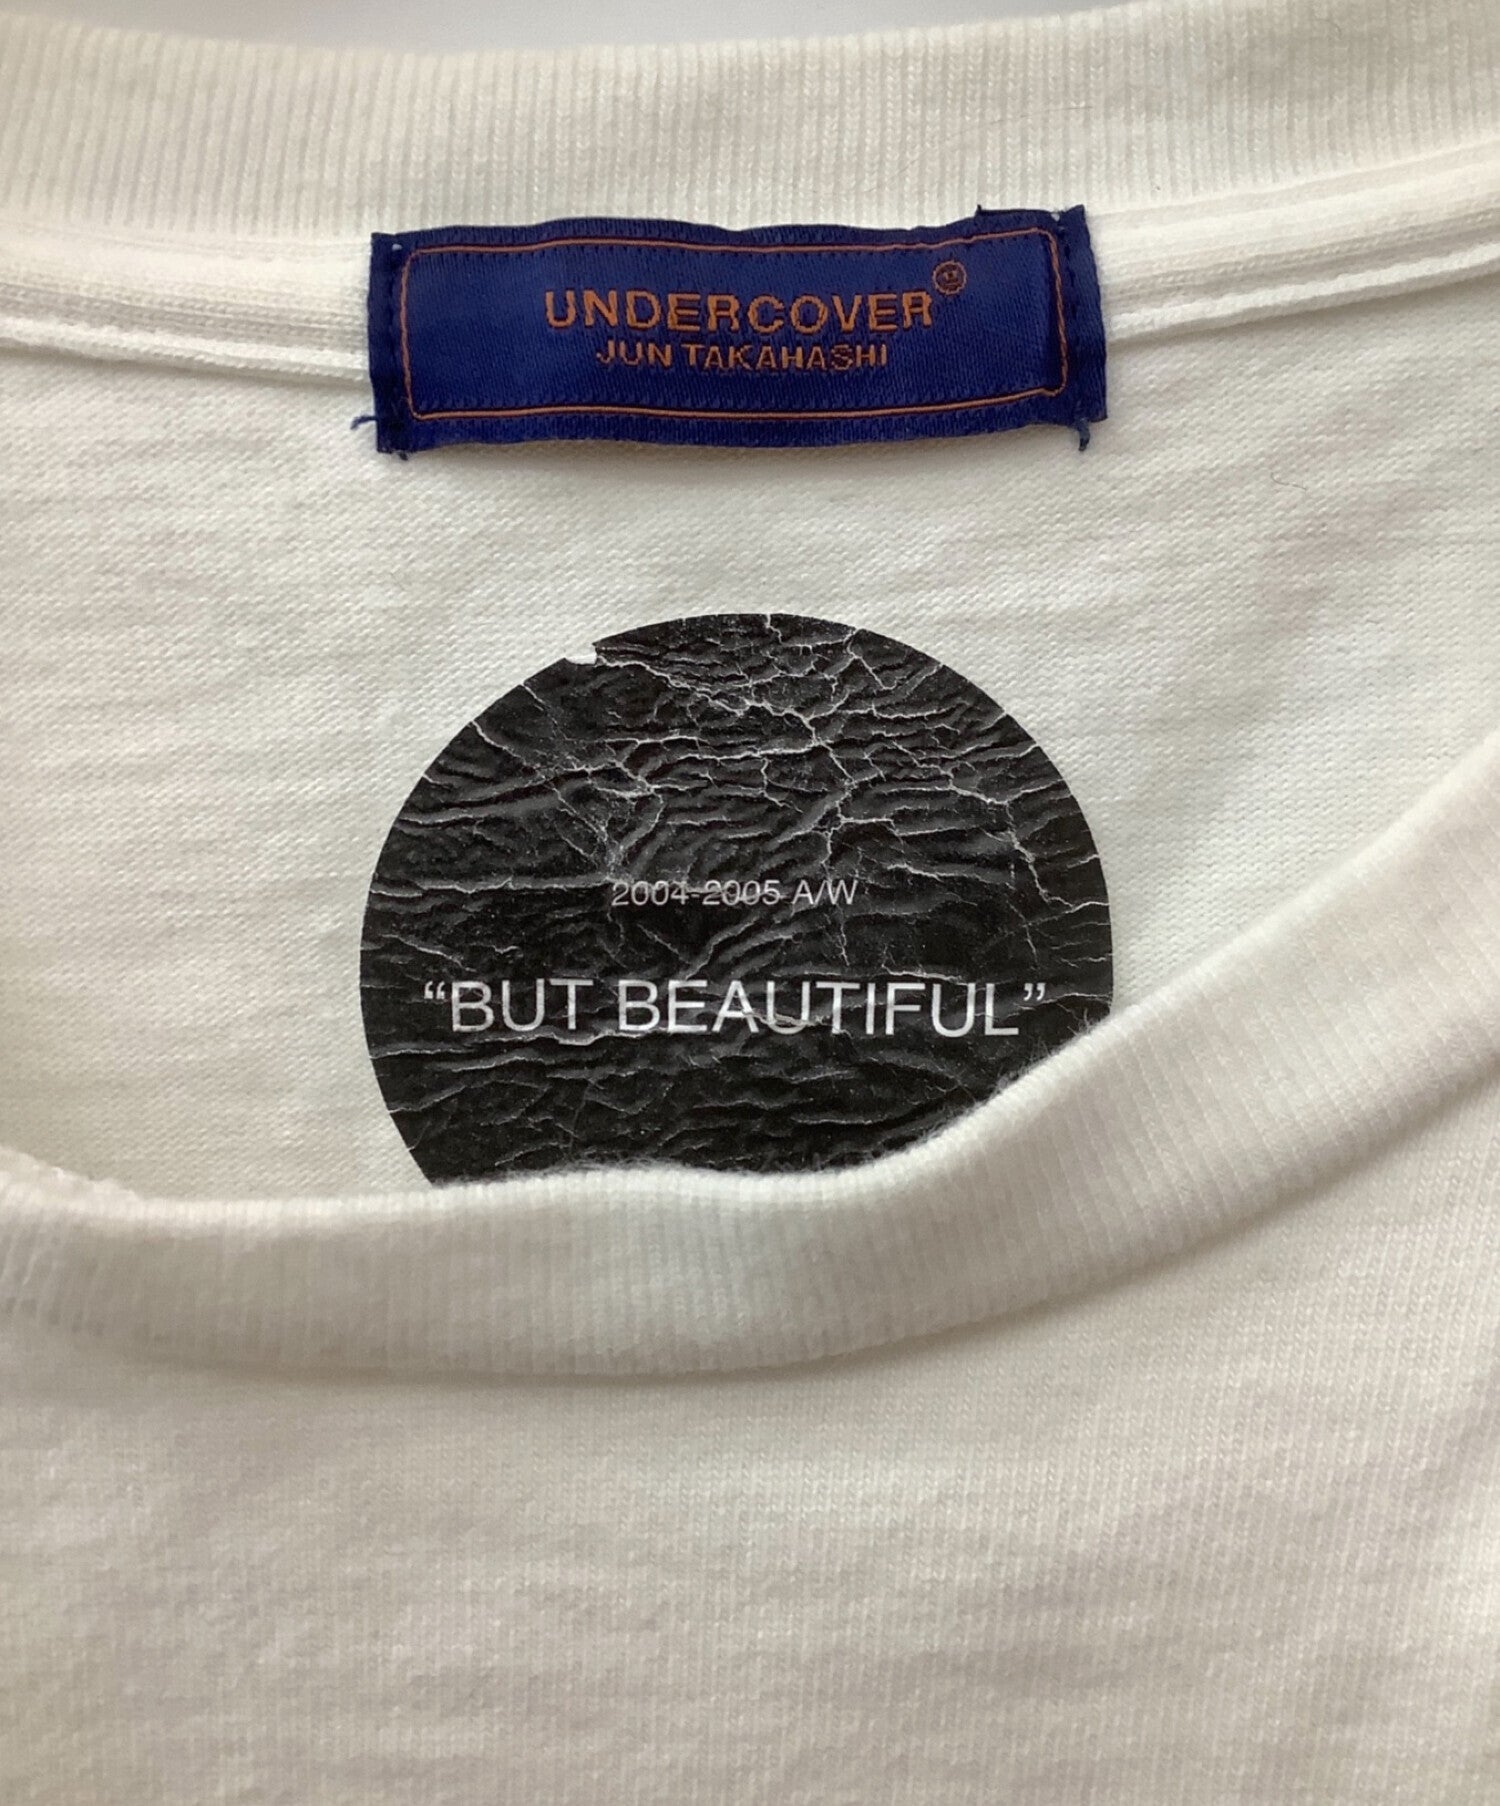 UNDERCOVER
JUN TAKAHASHI
2004-2005 A/W
“BUT BEAUTIFUL”